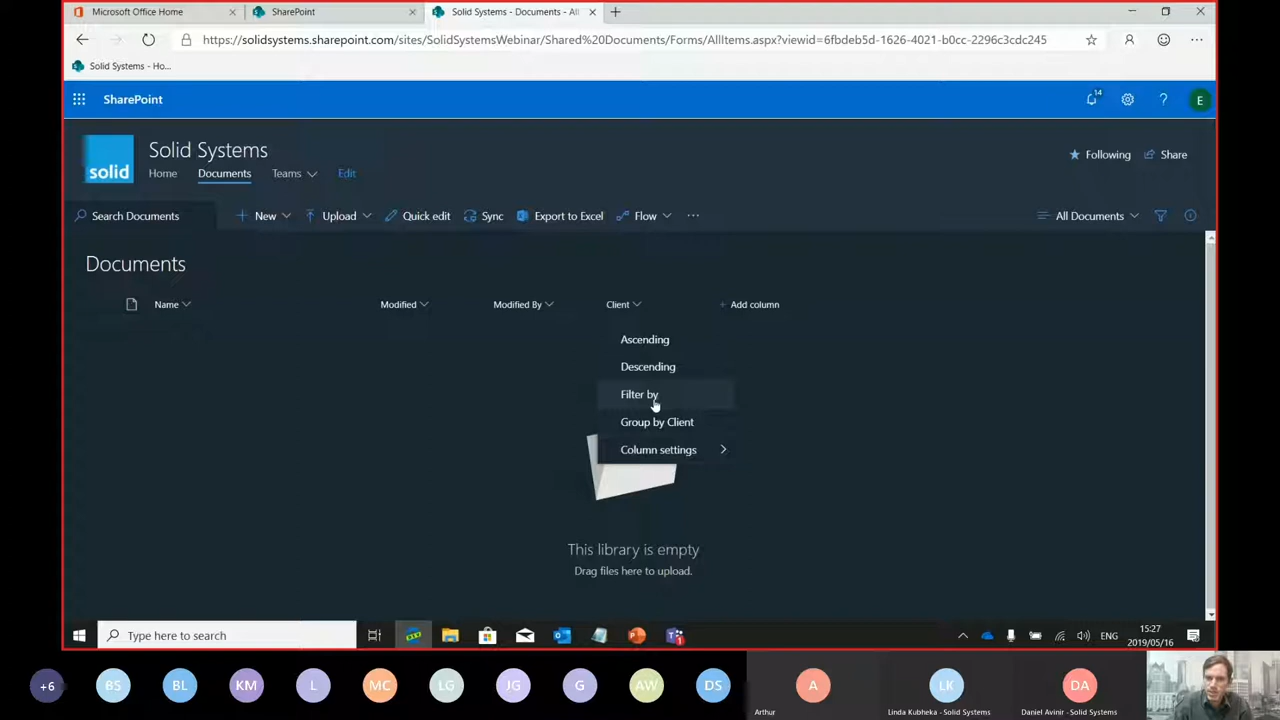 Microsoft Office Home
SharePoint
Solid Systems - Documents - All
https://solidsystems.sharepoint.com/sites/SolidSystemsWebinar/Shared%20Documents/Forms/AllItems.aspx?viewid=6fbdeb5d-1626-4021-b0cc-2296c3cdc245
Solid Systems - Ho...
SharePoint
14
E
solid
Solid Systems
Home Documents Teams Edit
Following Share
Search Documents
New Upload Quick edit Sync Export to Excel Flow ...
All Documents
Documents
Name Modified Modified By Client + Add column
Ascending
Descending
Filter by
Group by Client
Column settings
This library is empty
Drag files here to upload.
Type here to search
ENG
15:27
2019/05/16
+6 BS BL KM L MC LG JG G AW DS A LK DA
Arthur
Linda Kubheka - Solid Systems
Daniel Avinir - Solid Systems